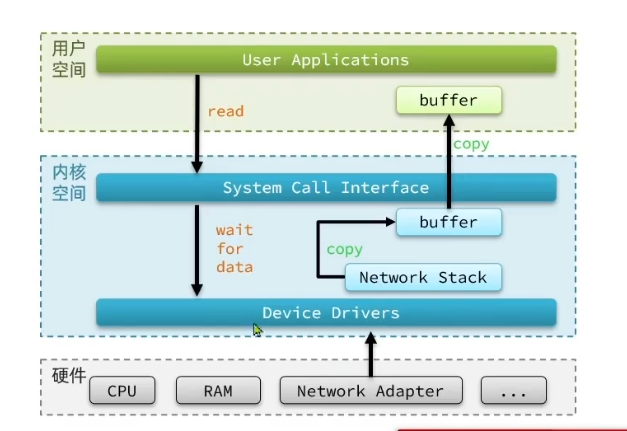 用户
空间
User Applications
buffer
read
copy
内核
空间
System Call Interface
wait
for
data
buffer
copy
Network Stack
Device Drivers
硬件
CPU
RAM
Network Adapter
...